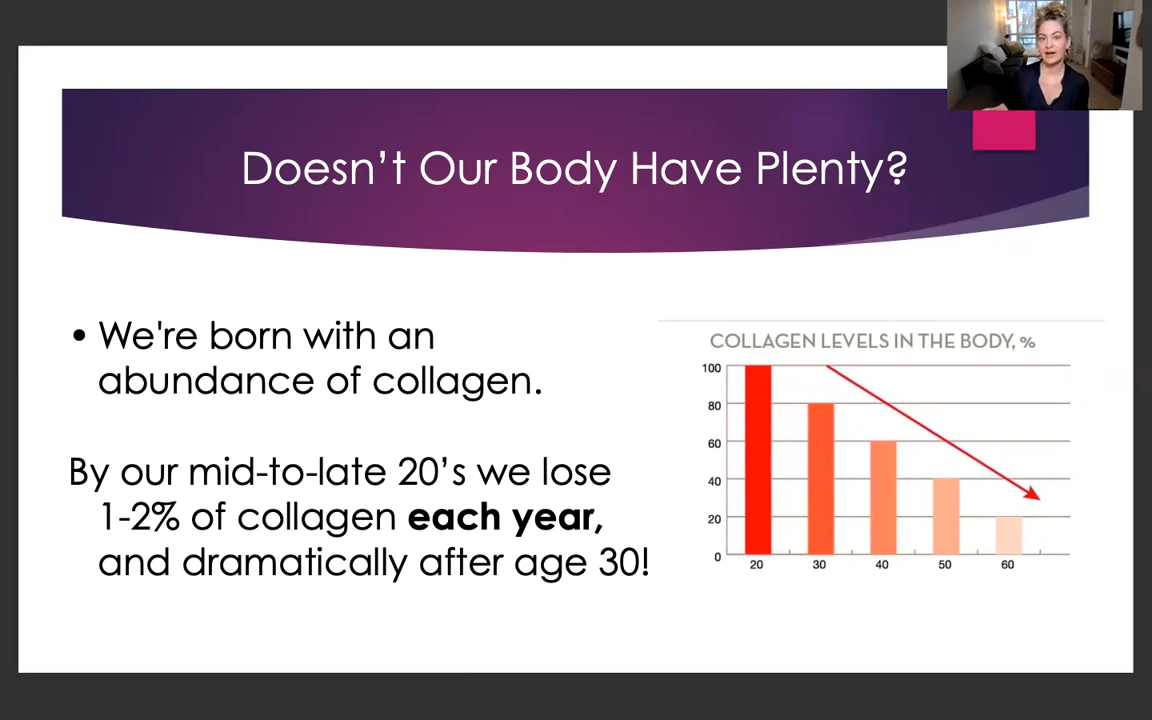 Doesn’t Our Body Have Plenty?
• We're born with an
abundance of collagen.
By our mid-to-late 20’s we lose
1-2% of collagen each year,
and dramatically after age 30!
COLLAGEN LEVELS IN THE BODY, %
100
80
60
40
20
0
20 30 40 50 60